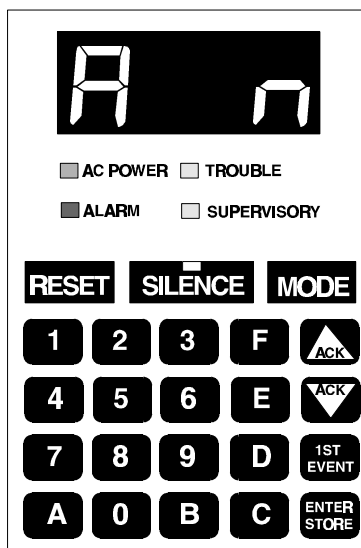 A n
AC POWER TROUBLE
ALARM SUPERVISORY
RESET SILENCE MODE
1 2 3 F ACK
4 5 6 E ACK
7 8 9 D 1ST EVENT
A 0 B C ENTER STORE